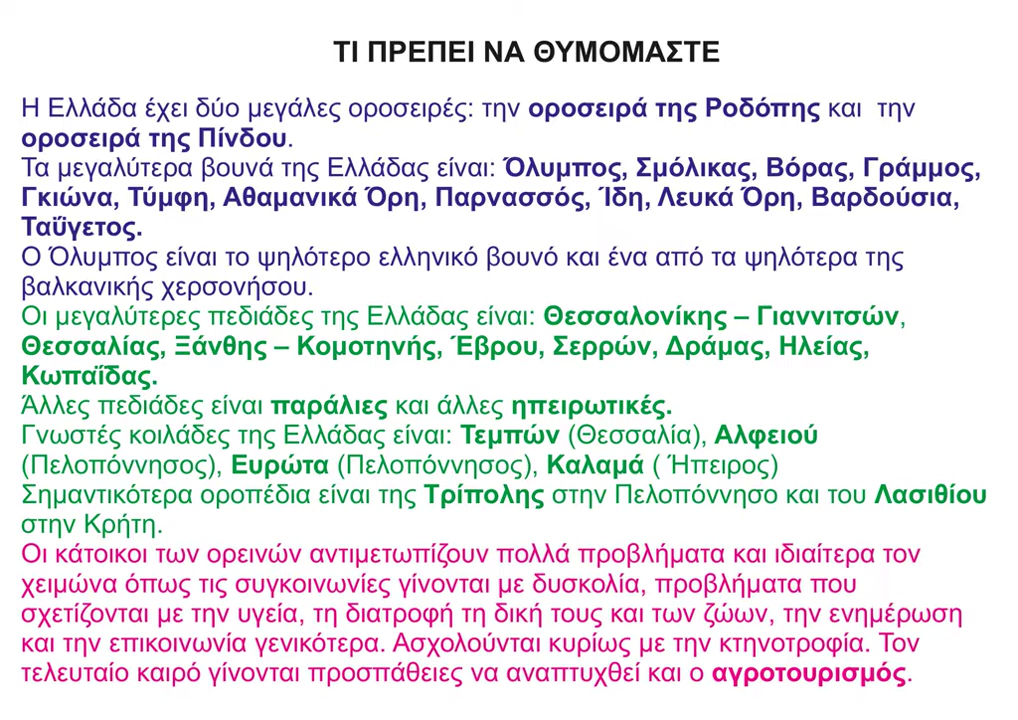 ΤΙ ΠΡΕΠΕΙ ΝΑ ΘΥΜΟΜΑΣΤΕ
Η Ελλάδα έχει δύο μεγάλες οροσειρές: την οροσειρά της Ροδόπης και την
οροσειρά της Πίνδου.
Τα μεγαλύτερα βουνά της Ελλάδας είναι: Όλυμπος, Σμόλικας, Βόρας, Γράμμος,
Γκιώνα, Τύμφη, Αθαμανικά Όρη, Παρνασσός, Ίδη, Λευκά Όρη, Βαρδούσια,
Ταΰγετος.
Ο Όλυμπος είναι το ψηλότερο ελληνικό βουνό και ένα από τα ψηλότερα της
βαλκανικής χερσονήσου.
Οι μεγαλύτερες πεδιάδες της Ελλάδας είναι: Θεσσαλονίκης – Γιαννιτσών,
Θεσσαλίας, Ξάνθης – Κομοτηνής, Έβρου, Σερρών, Δράμας, Ηλείας,
Κωπαΐδας.
Άλλες πεδιάδες είναι παράλιες και άλλες ηπειρωτικές.
Γνωστές κοιλάδες της Ελλάδας είναι: Τεμπών (Θεσσαλία), Αλφειού
(Πελοπόννησος), Ευρώτα (Πελοπόννησος), Καλαμά ( Ήπειρος)
Σημαντικότερα οροπέδια είναι της Τρίπολης στην Πελοπόννησο και του Λασιθίου
στην Κρήτη.
Οι κάτοικοι των ορεινών αντιμετωπίζουν πολλά προβλήματα και ιδιαίτερα τον
χειμώνα όπως τις συγκοινωνίες γίνονται με δυσκολία, προβλήματα που
σχετίζονται με την υγεία, τη διατροφή τη δική τους και των ζώων, την ενημέρωση
και την επικοινωνία γενικότερα. Ασχολούνται κυρίως με την κτηνοτροφία. Τον
τελευταίο καιρό γίνονται προσπάθειες να αναπτυχθεί και ο αγροτουρισμός.